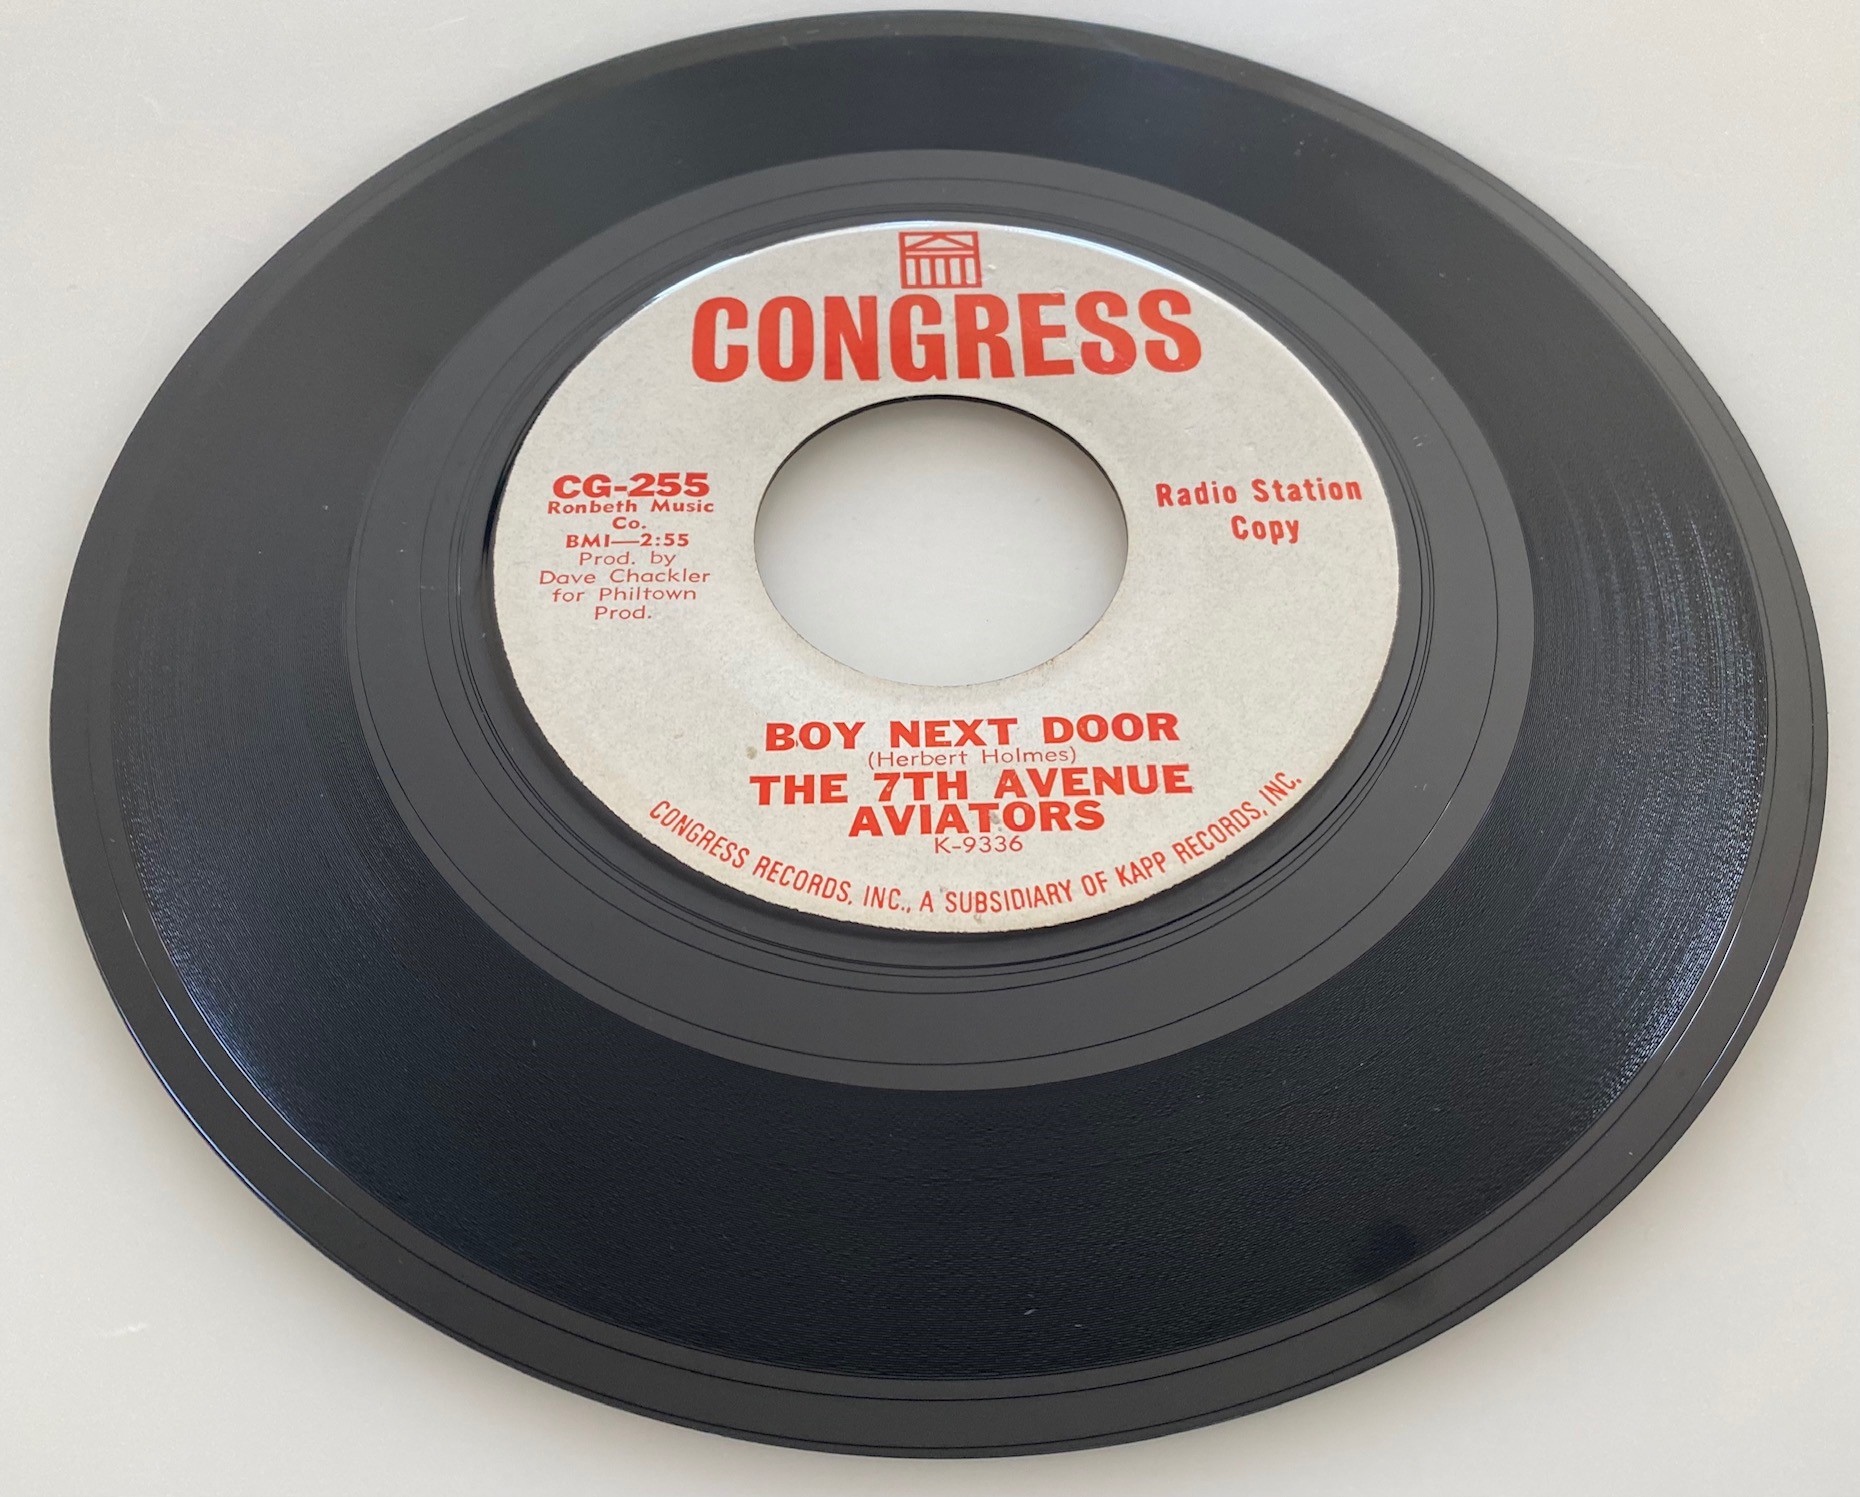 CONGRESS
CG-255
Ronbeth Music
Co.
BMI—2:55
Prod. by
Dave Chackler
for Philtown
Prod.
Radio Station
Copy
BOY NEXT DOOR
(Herbert Holmes)
THE 7TH AVENUE
AVIATORS
K-9336
CONGRESS RECORDS, INC., A SUBSIDIARY OF KAPP RECORDS, INC.